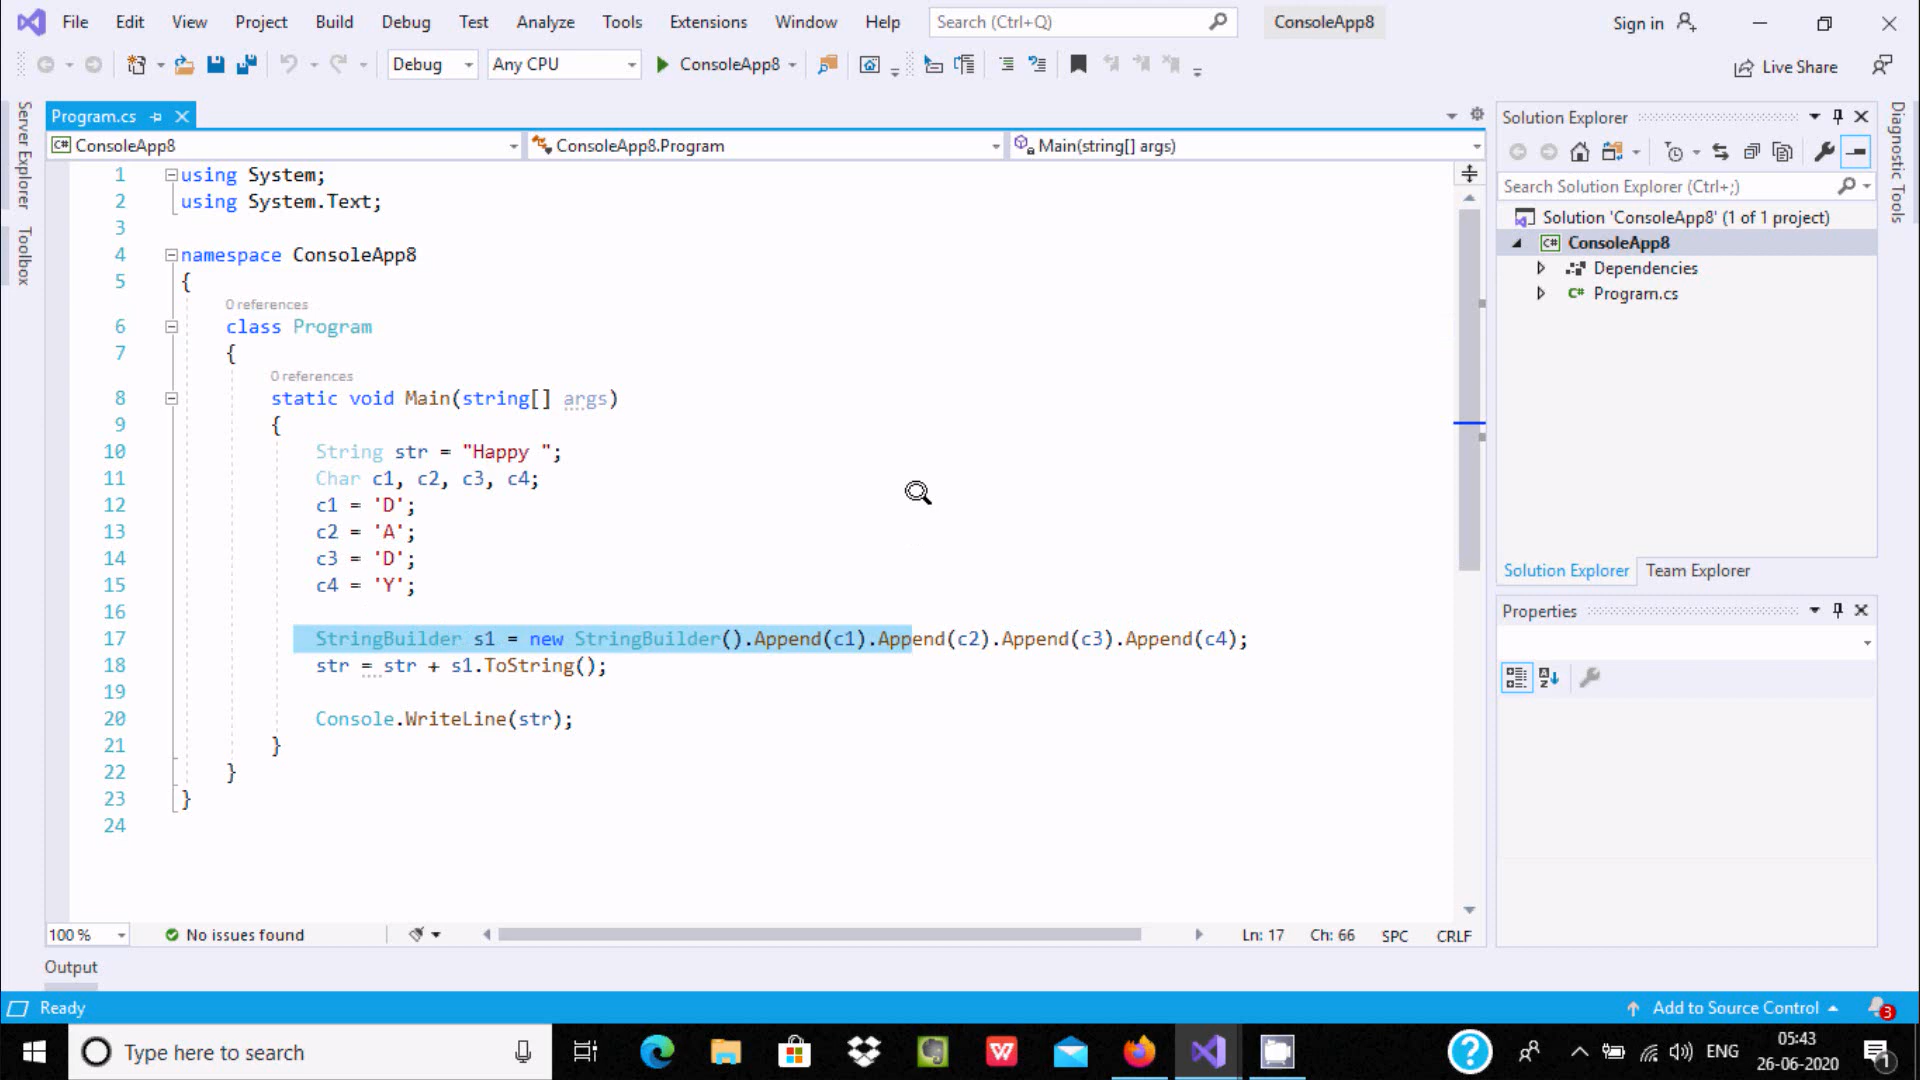 File Edit View Project Build Debug Test Analyze Tools Extensions Window Help Search (Ctrl+Q) ConsoleApp8 Sign in
Debug Any CPU ConsoleApp8 Live Share
Server Explorer
Toolbox
Program.cs
C# ConsoleApp8 ConsoleApp8.Program Main(string[] args)
1 using System;
2 using System.Text;
3
4 namespace ConsoleApp8
5 {
0 references
6 class Program
7 {
0 references
8 static void Main(string[] args)
9 {
10 String str = "Happy ";
11 Char c1, c2, c3, c4;
12 c1 = 'D';
13 c2 = 'A';
14 c3 = 'D';
15 c4 = 'Y';
16
17 StringBuilder s1 = new StringBuilder().Append(c1).Append(c2).Append(c3).Append(c4);
18 str = str + s1.ToString();
19
20 Console.WriteLine(str);
21 }
22 }
23 }
24
100 % No issues found Ln: 17 Ch: 66 SPC CRLF
Output
Solution Explorer
Search Solution Explorer (Ctrl+;)
Solution 'ConsoleApp8' (1 of 1 project)
C# ConsoleApp8
Dependencies
C# Program.cs
Solution Explorer Team Explorer
Properties
Diagnostic Tools
Ready Add to Source Control 3
Type here to search ENG 05:43
26-06-2020 1